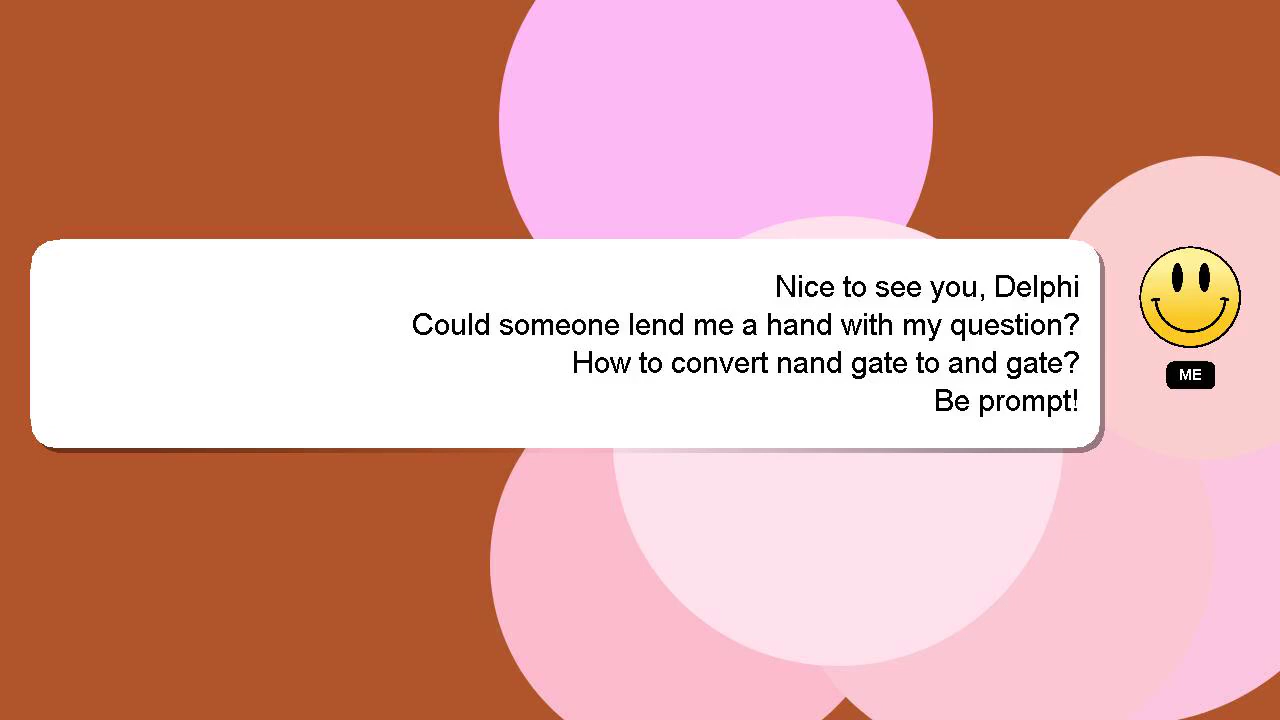 Nice to see you, Delphi
Could someone lend me a hand with my question?
How to convert nand gate to and gate?
Be prompt!
ME